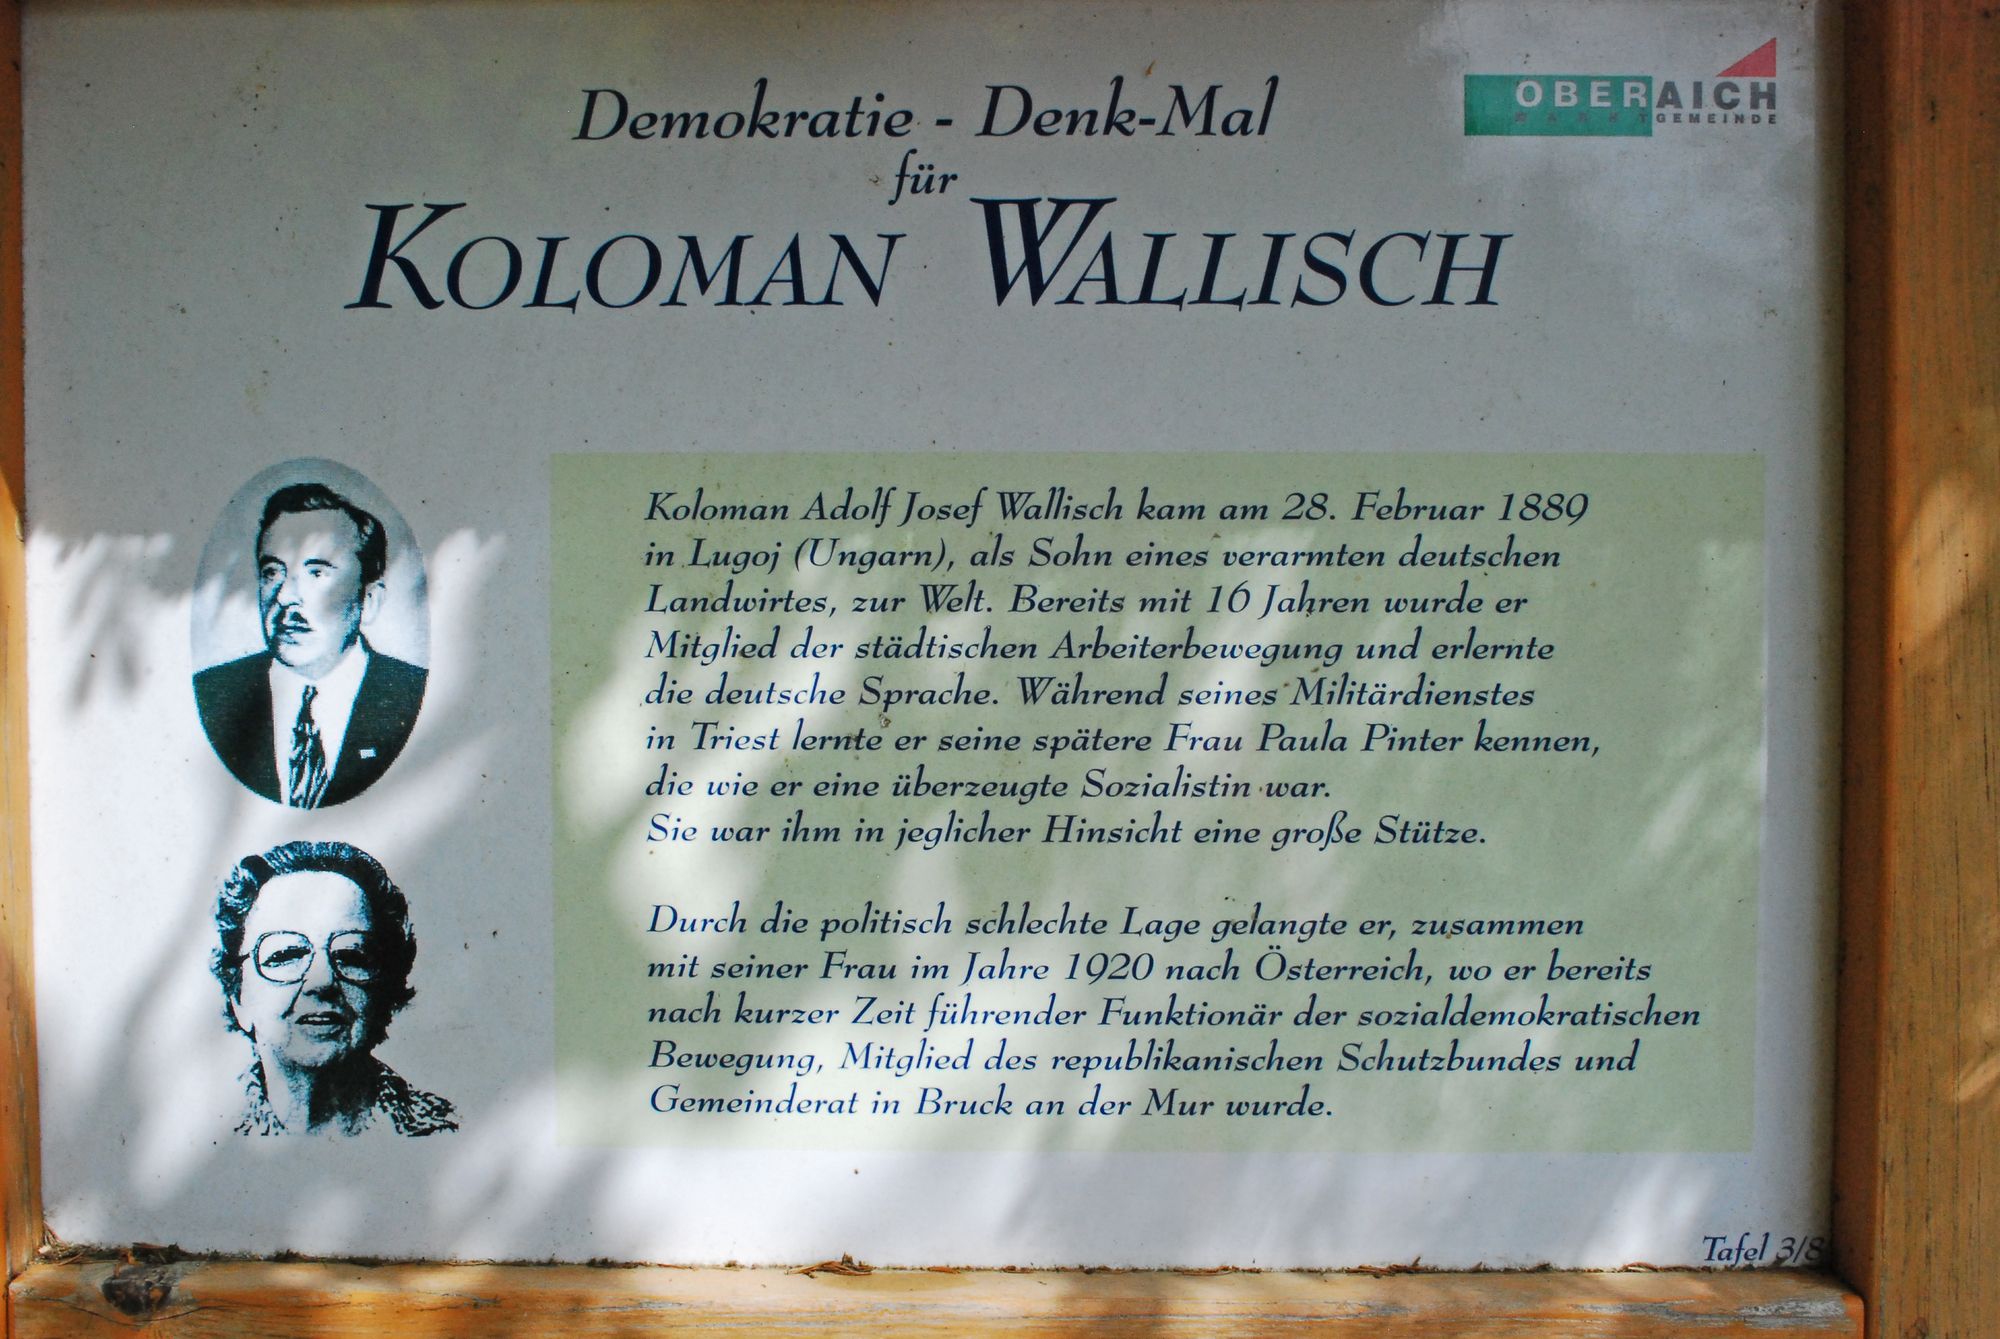 Demokratie - Denk-Mal
für
KOLOMAN WALLISCH
OBERAICH
MARKTGEMEINDE
Koloman Adolf Josef Wallisch kam am 28. Februar 1889
in Lugoj (Ungarn), als Sohn eines verarmten deutschen
Landwirtes, zur Welt. Bereits mit 16 Jahren wurde er
Mitglied der städtischen Arbeiterbewegung und erlernte
die deutsche Sprache. Während seines Militärdienstes
in Triest lernte er seine spätere Frau Paula Pinter kennen,
die wie er eine überzeugte Sozialistin war.
Sie war ihm in jeglicher Hinsicht eine große Stütze.
Durch die politisch schlechte Lage gelangte er, zusammen
mit seiner Frau im Jahre 1920 nach Österreich, wo er bereits
nach kurzer Zeit führender Funktionär der sozialdemokratischen
Bewegung, Mitglied des republikanischen Schutzbundes und
Gemeinderat in Bruck an der Mur wurde.
Tafel 3/8